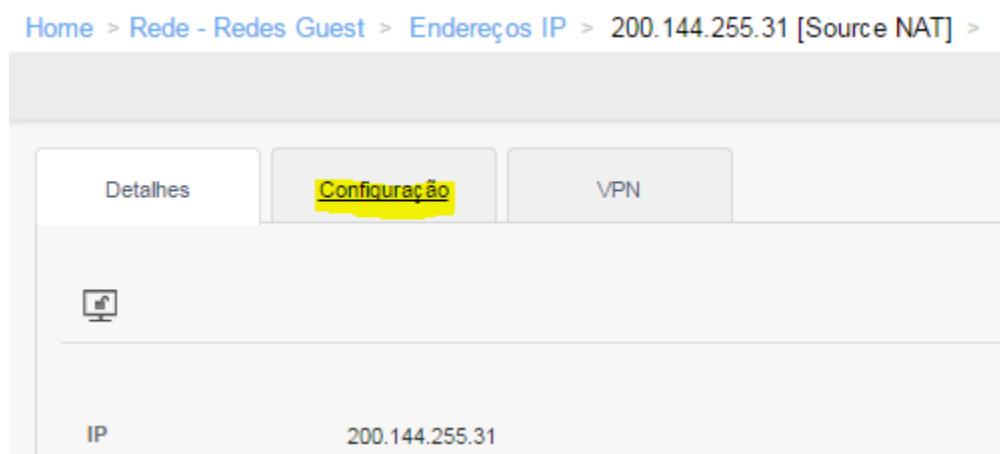 Home > Rede - Redes Guest > Endereços IP > 200.144.255.31 [Source NAT] >
Detalhes Configuração VPN
IP 200.144.255.31